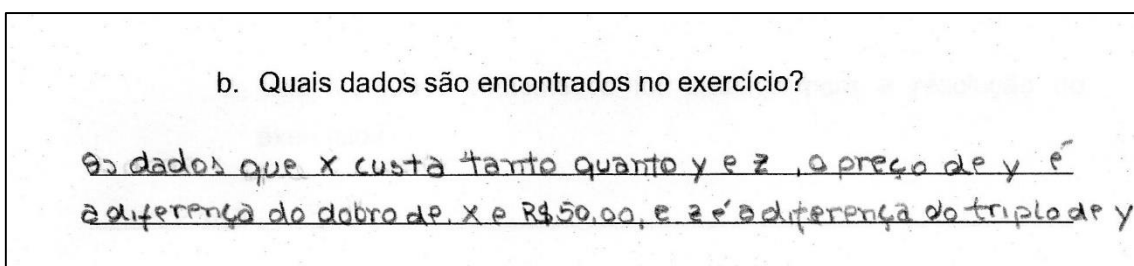 b. Quais dados são encontrados no exercício?
Os dados que x custa tanto quanto y e z, o preço de y é
a diferença do dobro de x e R$50,00, e z é a diferença do triplo de y